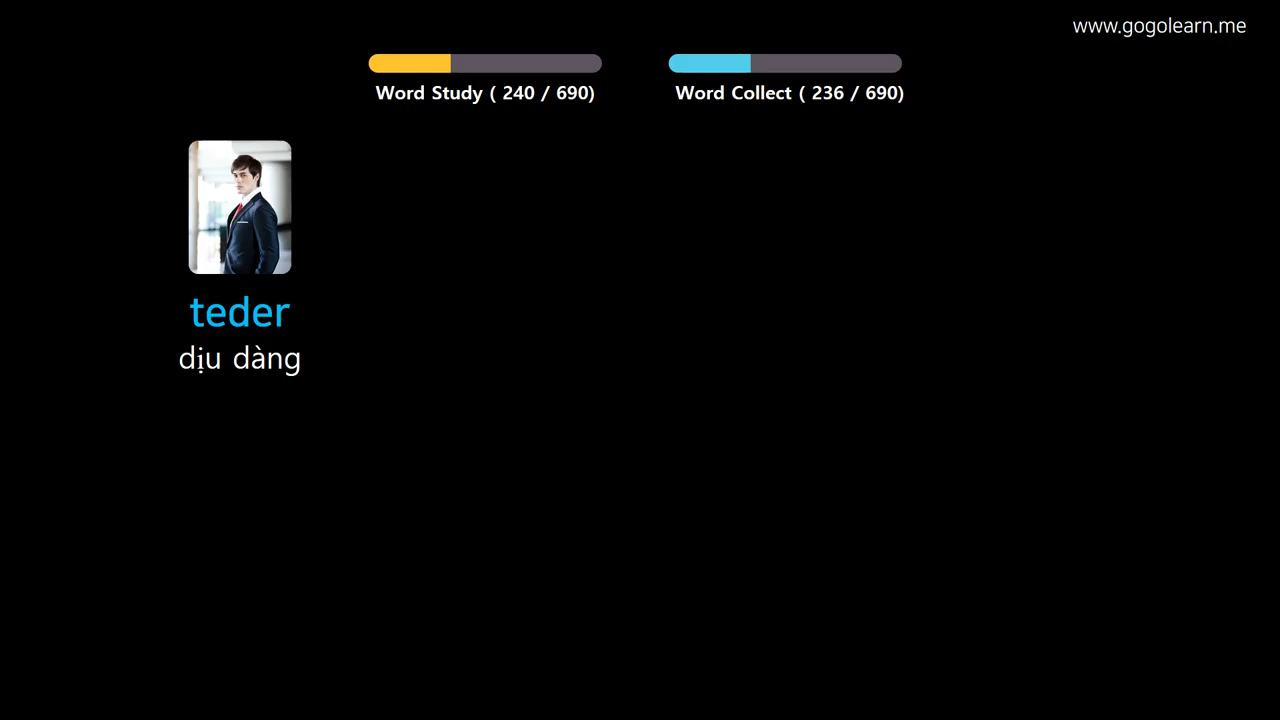 www.gogolearn.me
Word Study ( 240 / 690)
Word Collect ( 236 / 690)
teder
dịu dàng